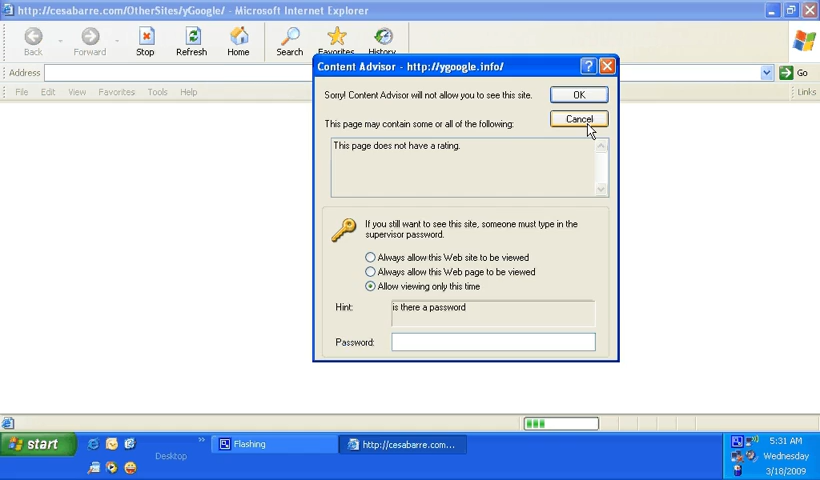 http://cesabarre.com/OtherSites/yGoogle/ - Microsoft Internet Explorer
Back
Forward
Stop
Refresh
Home
Search
Favorites
History
Address
Go
File Edit View Favorites Tools Help
Links
Content Advisor - http://ygoogle.info/
Sorry! Content Advisor will not allow you to see this site.
OK
This page may contain some or all of the following:
Cancel
This page does not have a rating.
If you still want to see this site, someone must type in the
supervisor password.
Always allow this Web site to be viewed
Always allow this Web page to be viewed
Allow viewing only this time
Hint:
is there a password
Password:
start
Desktop
Flashing
http://cesabarre.com...
5:31 AM
Wednesday
3/18/2009